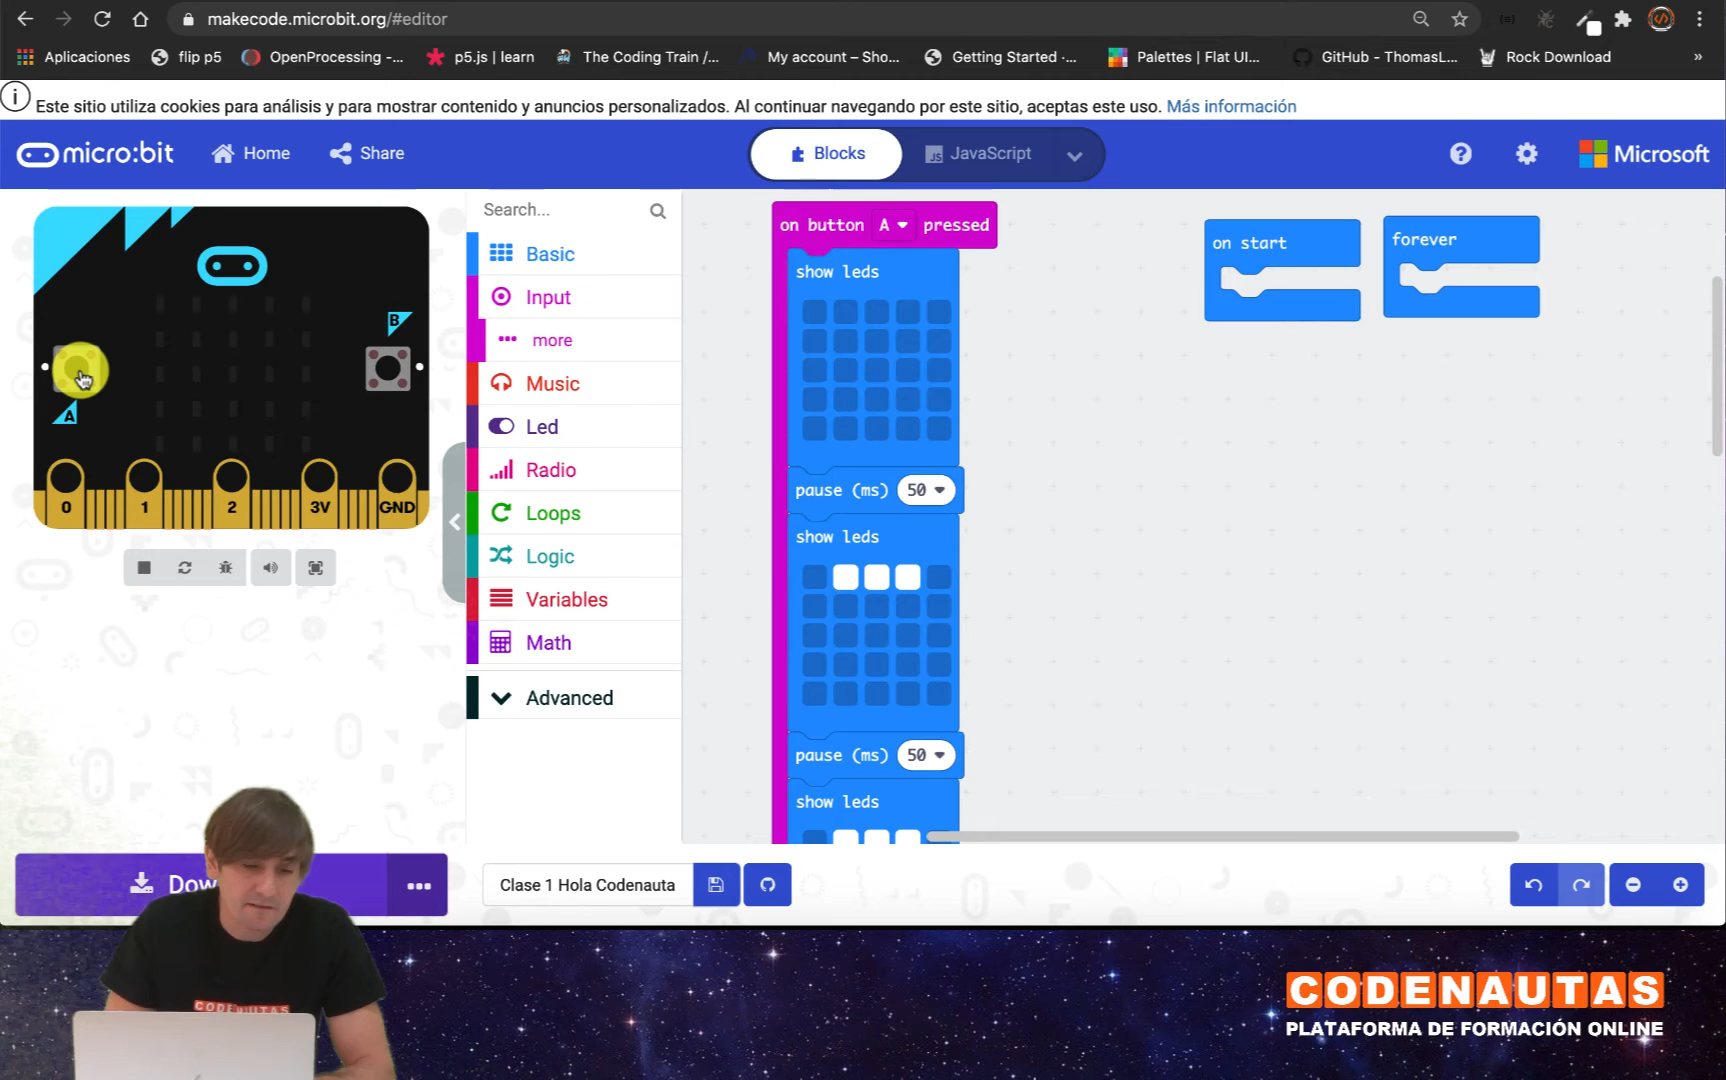 makecode.microbit.org/#editor
Aplicaciones
flip p5
OpenProcessing -...
p5.js | learn
The Coding Train /...
My account – Sho...
Getting Started ·...
Palettes | Flat UI...
GitHub - ThomasL...
Rock Download
»
Este sitio utiliza cookies para análisis y para mostrar contenido y anuncios personalizados. Al continuar navegando por este sitio, aceptas este uso. Más información
micro:bit
Home
Share
Blocks
JS JavaScript
Microsoft
B
A
0 1 2 3V GND
Search...
Basic
Input
more
Music
Led
Radio
Loops
Logic
Variables
Math
Advanced
on button A pressed
show leds
pause (ms) 50
show leds
pause (ms) 50
show leds
on start
forever
Dow
Clase 1 Hola Codenauta
CODENAUTAS
CODENAUTAS
PLATAFORMA DE FORMACIÓN ONLINE